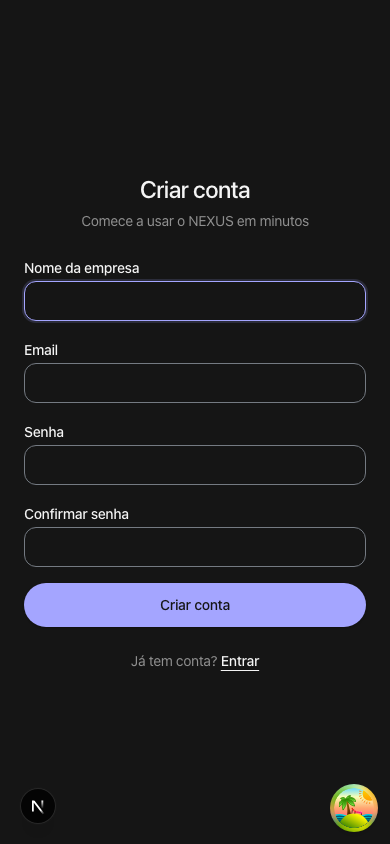 Criar conta
Comece a usar o NEXUS em minutos
Nome da empresa
Email
Senha
Confirmar senha
Criar conta
Já tem conta? Entrar
N